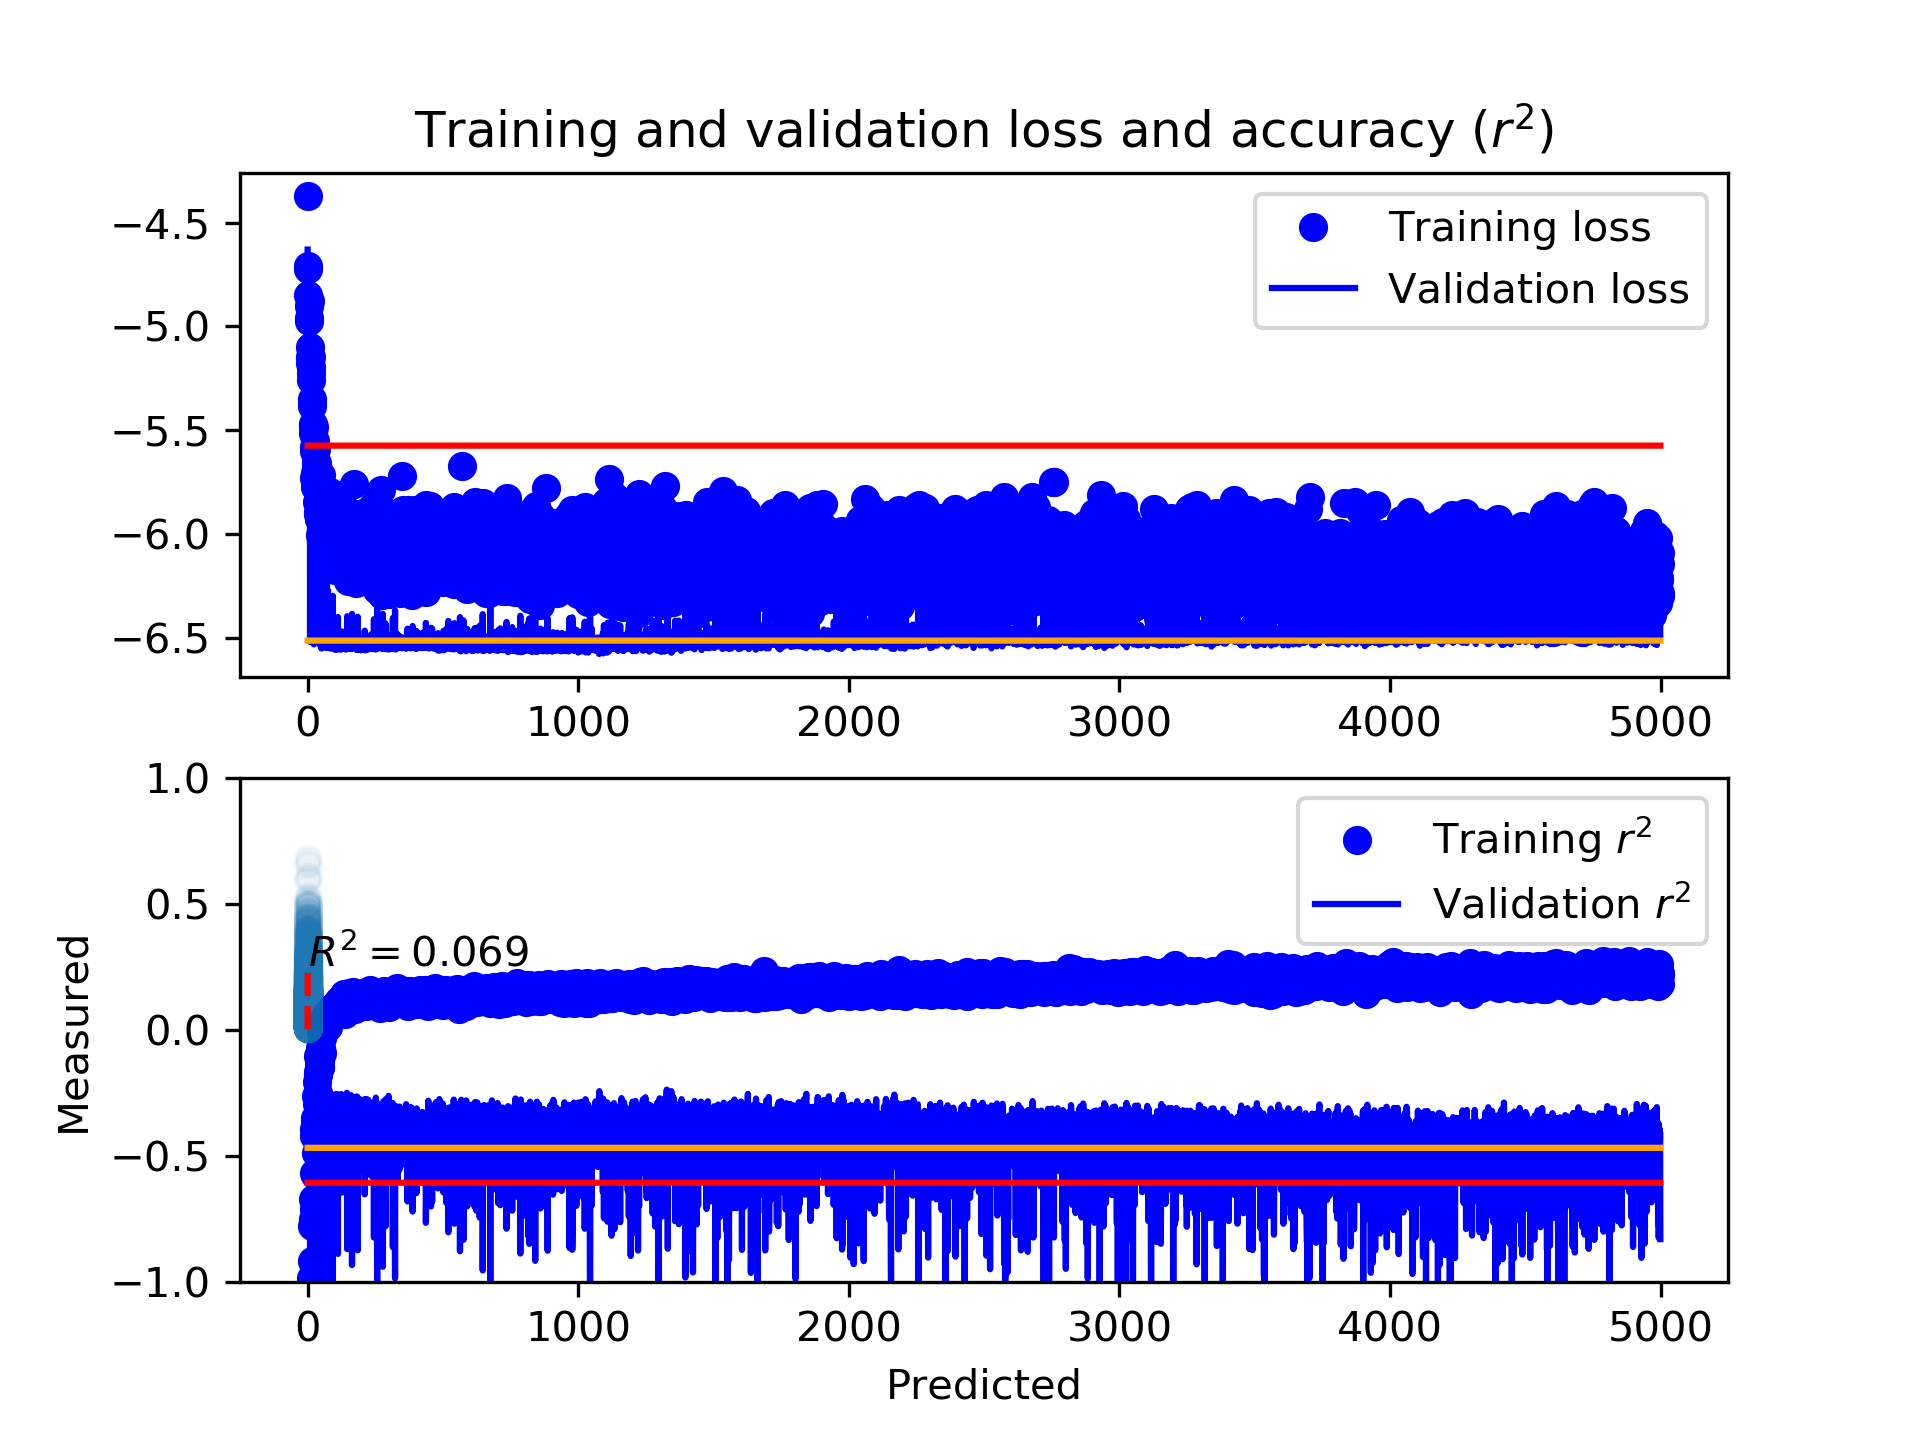 Training and validation loss and accuracy (r²)
−4.5
−5.0
−5.5
−6.0
−6.5
Training loss
Validation loss
0 1000 2000 3000 4000 5000
1.0
0.5
0.0
−0.5
−1.0
Measured
Training r²
Validation r²
R² = 0.069
0 1000 2000 3000 4000 5000
Predicted